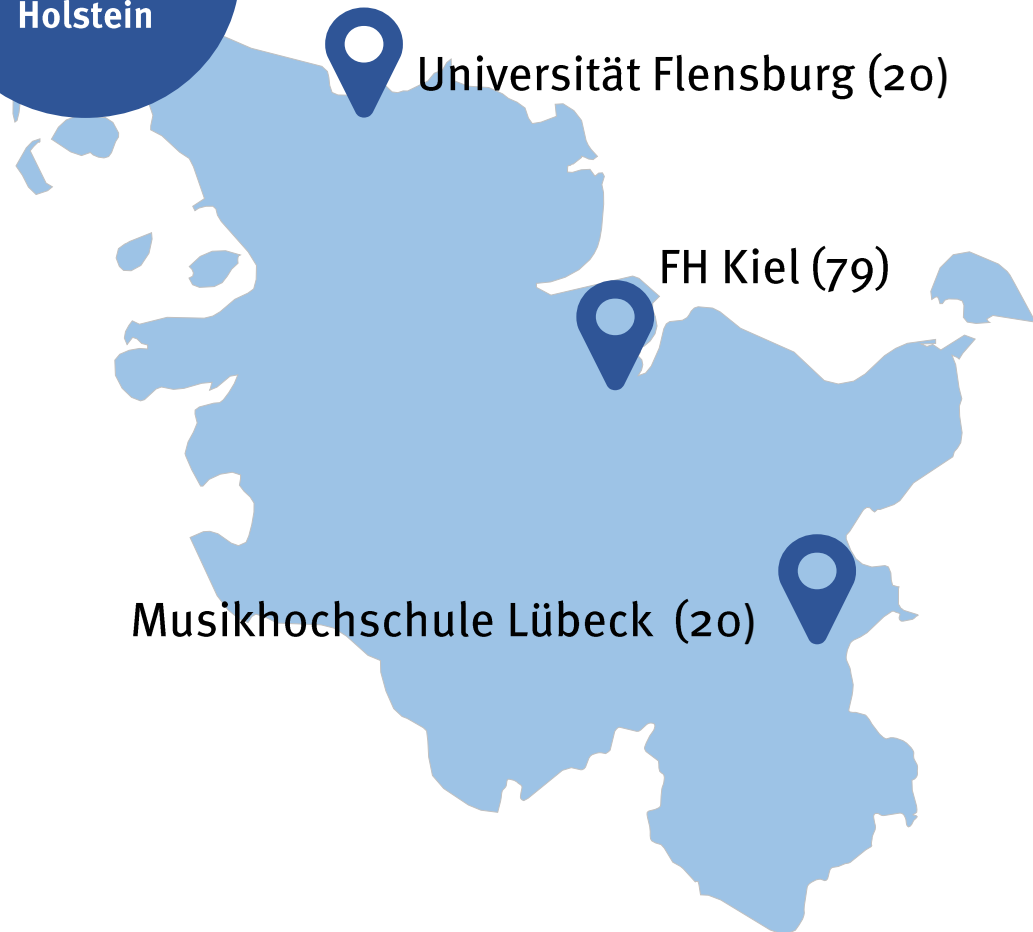 Holstein
Universität Flensburg (20)
FH Kiel (79)
Musikhochschule Lübeck (20)